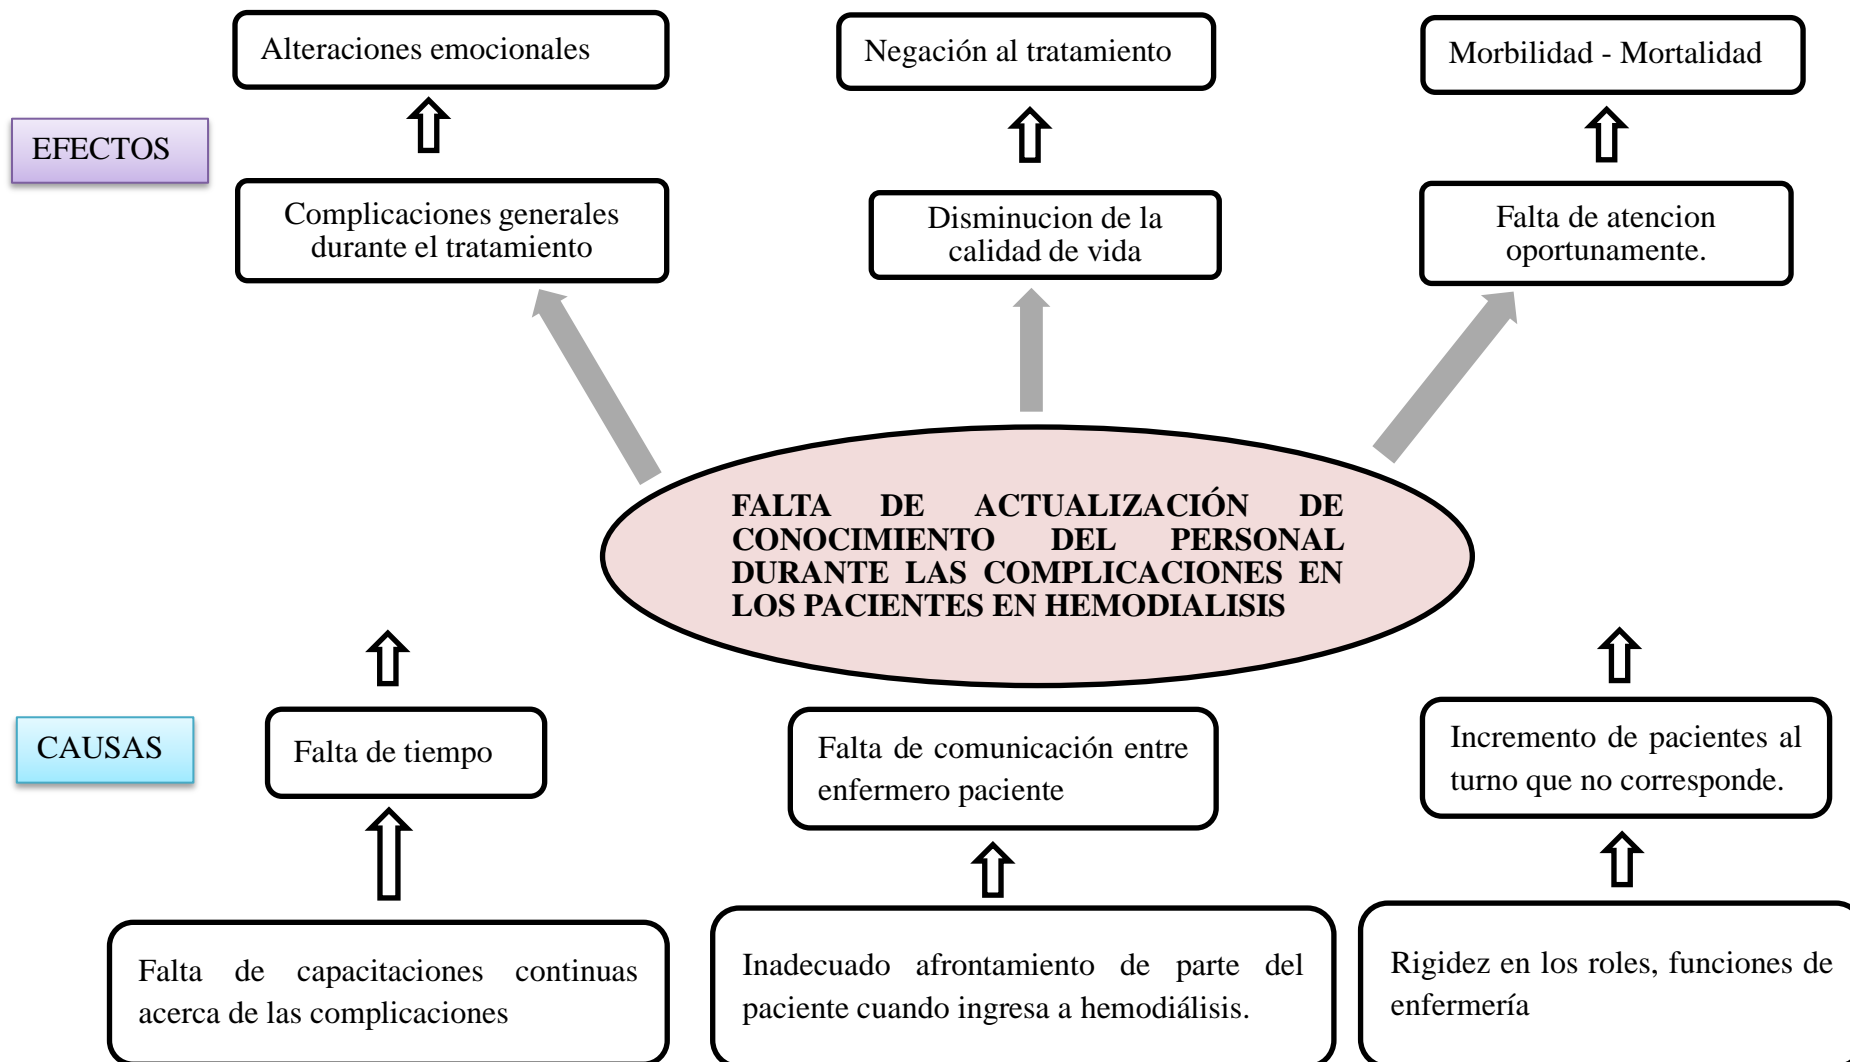 Alteraciones emocionales
Negación al tratamiento
Morbilidad - Mortalidad
EFECTOS
Complicaciones generales
durante el tratamiento
Disminucion de la
calidad de vida
Falta de atencion
oportunamente.
FALTA DE ACTUALIZACIÓN DE
CONOCIMIENTO DEL PERSONAL
DURANTE LAS COMPLICACIONES EN
LOS PACIENTES EN HEMODIALISIS
CAUSAS
Falta de tiempo
Falta de comunicación entre
enfermero paciente
Incremento de pacientes al
turno que no corresponde.
Falta de capacitaciones continuas
acerca de las complicaciones
Inadecuado afrontamiento de parte del
paciente cuando ingresa a hemodiálisis.
Rigidez en los roles, funciones de
enfermería